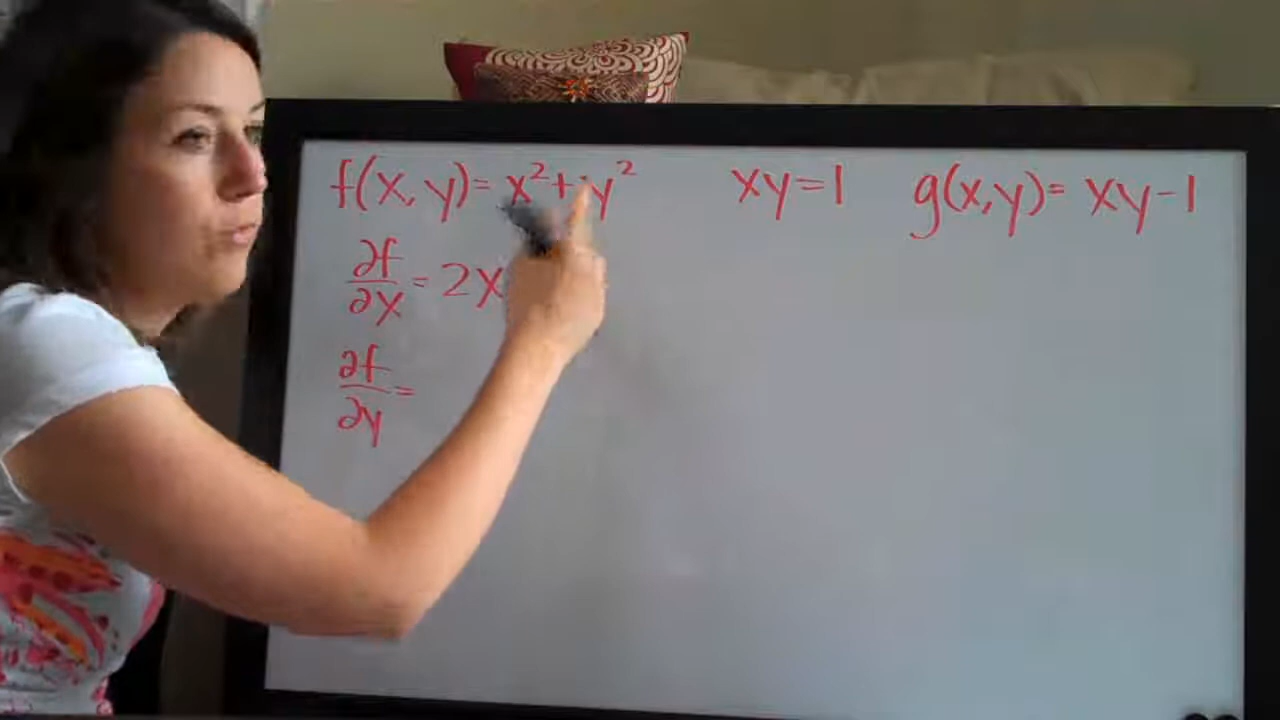 f(x,y)= x²+y² xy=1 g(x,y)= xy-1
∂f/∂x = 2x
∂f/∂y =